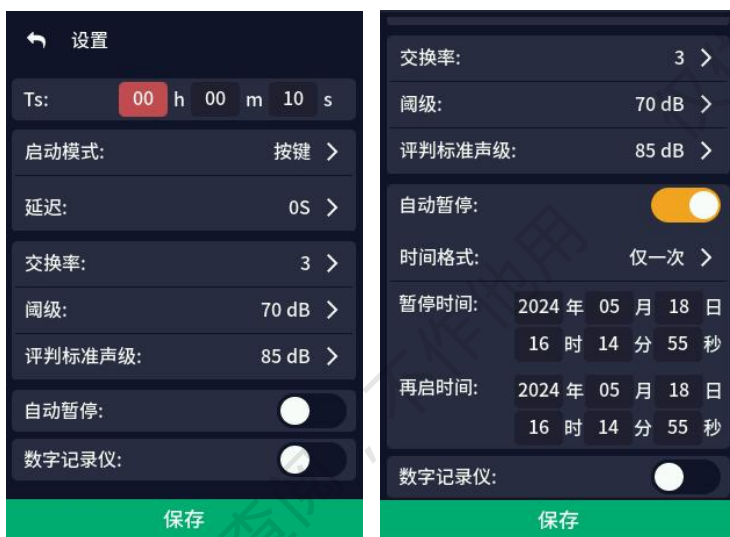 设置
Ts: 00 h 00 m 10 s
启动模式: 按键
延迟: 0S
交换率: 3
阈级: 70 dB
评判标准声级: 85 dB
自动暂停:
数字记录仪:
保存
交换率: 3
阈级: 70 dB
评判标准声级: 85 dB
自动暂停:
时间格式: 仅一次
暂停时间: 2024 年 05 月 18 日
16 时 14 分 55 秒
再启时间: 2024 年 05 月 18 日
16 时 14 分 55 秒
数字记录仪:
保存